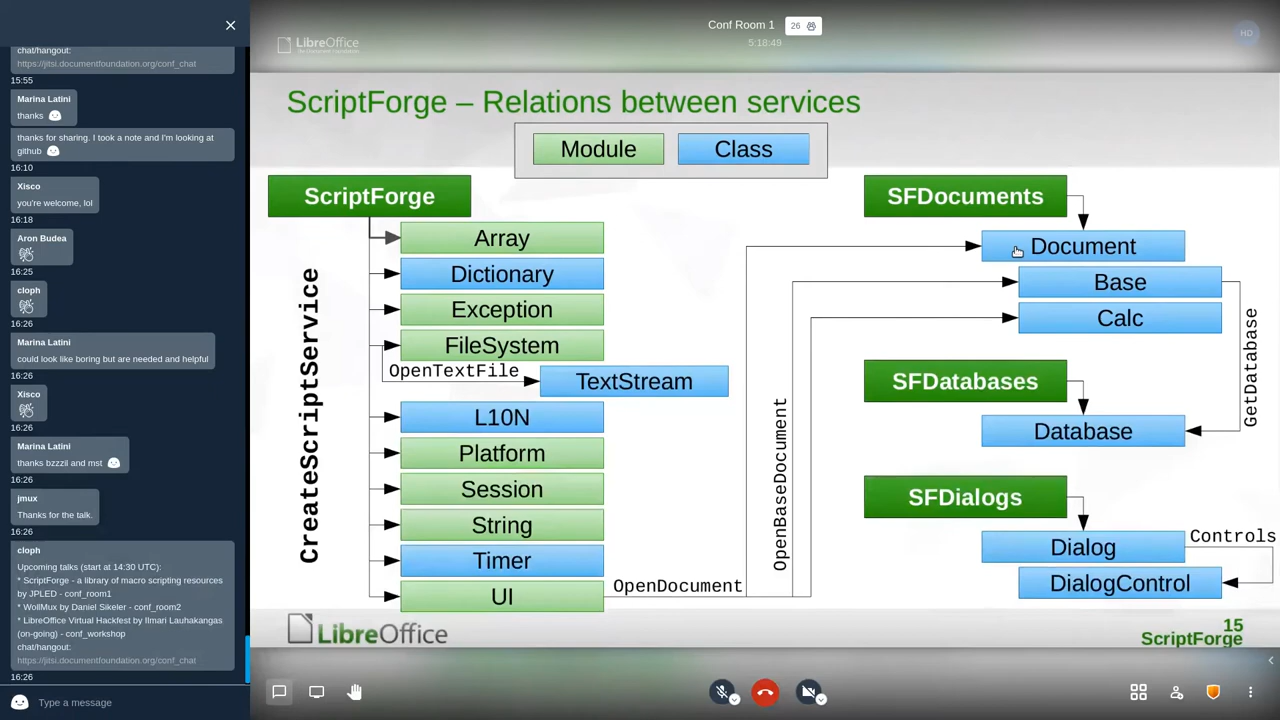 chat/hangout:
https://jitsi.documentfoundation.org/conf_chat
15:55
Marina Latini
thanks
thanks for sharing. I took a note and I'm looking at
github
16:10
Xisco
you're welcome, lol
16:18
Aron Budea
16:25
cloph
16:26
Marina Latini
could look like boring but are needed and helpful
16:26
Xisco
16:26
Marina Latini
thanks bzzzil and mst
16:26
jmux
Thanks for the talk.
16:26
cloph
Upcoming talks (start at 14:30 UTC):
* ScriptForge - a library of macro scripting resources
by JPLED - conf_room1
* WollMux by Daniel Sikeler - conf_room2
* LibreOffice Virtual Hackfest by Ilmari Lauhakangas
(on-going) - conf_workshop
chat/hangout:
https://jitsi.documentfoundation.org/conf_chat
16:26
Type a message
LibreOffice
The Document Foundation
Conf Room 1
26
5:18:49
HD
ScriptForge – Relations between services
Module
Class
ScriptForge
CreateScriptService
Array
Dictionary
Exception
FileSystem
OpenTextFile
TextStream
L10N
Platform
Session
String
Timer
UI
OpenDocument
OpenBaseDocument
SFDocuments
Document
Base
Calc
GetDatabase
SFDatabases
Database
SFDialogs
Dialog
Controls
DialogControl
LibreOffice
15
ScriptForge